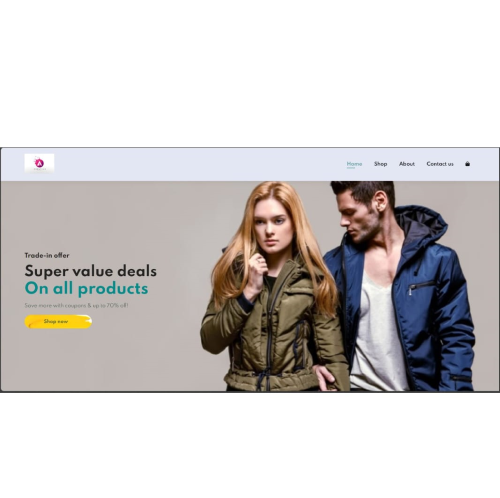 Home Shop About Contact us
Trade-in offer
Super value deals
On all products
Save more with coupons & up to 70% off!
Shop now